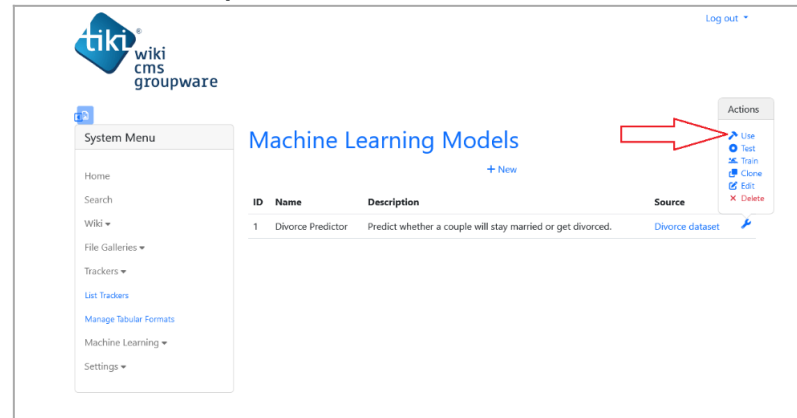 Log out
tiki®
wiki
cms
groupware
Actions
Use
Test
Train
Clone
Edit
Delete
System Menu
Home
Search
Wiki
File Galleries
Trackers
List Trackers
Manage Tabular Formats
Machine Learning
Settings
Machine Learning Models
+ New
ID Name Description Source
1 Divorce Predictor Predict whether a couple will stay married or get divorced. Divorce dataset